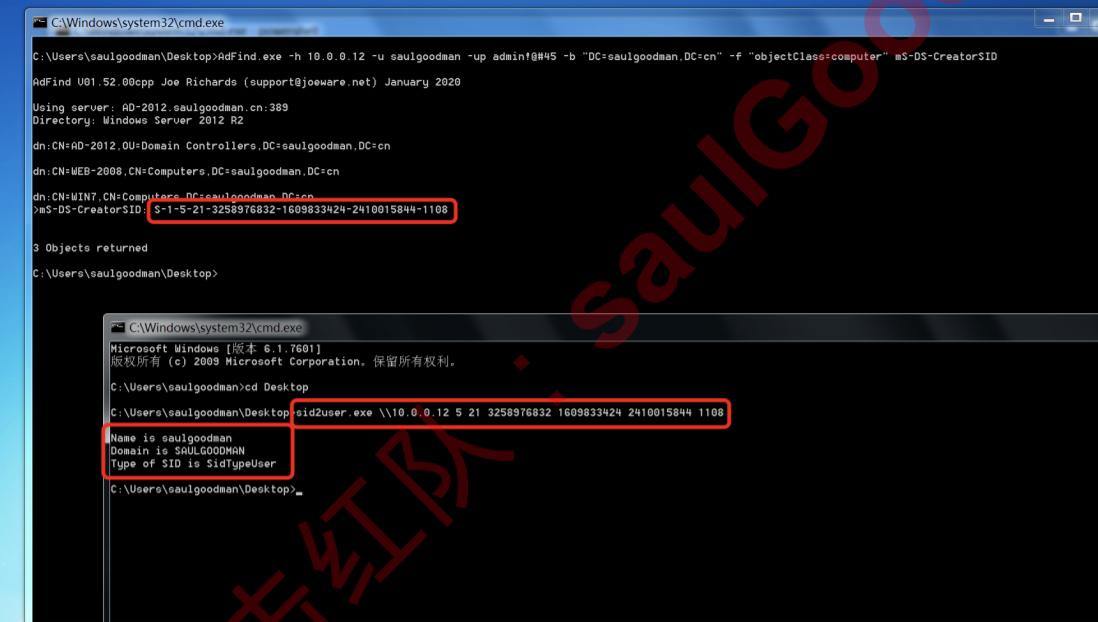 C:\Windows\system32\cmd.exe
C:\Users\saulgoodman\Desktop>AdFind.exe -h 10.0.0.12 -u saulgoodman -up admin!@#45 -b "DC=saulgoodman,DC=cn" -f "objectClass=computer" mS-DS-CreatorSID
AdFind V01.52.00cpp Joe Richards (support@joeware.net) January 2020
Using server: AD-2012.saulgoodman.cn:389
Directory: Windows Server 2012 R2
dn:CN=AD-2012,OU=Domain Controllers,DC=saulgoodman,DC=cn
dn:CN=WEB-2008,CN=Computers,DC=saulgoodman,DC=cn
dn:CN=WIN7,CN=Computers,DC=saulgoodman,DC=cn
>mS-DS-CreatorSID: S-1-5-21-3258976832-1609833424-2410015844-1108
3 Objects returned
C:\Users\saulgoodman\Desktop>
C:\Windows\system32\cmd.exe
Microsoft Windows [版本 6.1.7601]
版权所有 (c) 2009 Microsoft Corporation。保留所有权利。
C:\Users\saulgoodman>cd Desktop
C:\Users\saulgoodman\Desktop>sid2user.exe \\10.0.0.12 5 21 3258976832 1609833424 2410015844 1108
Name is saulgoodman
Domain is SAULGOODMAN
Type of SID is SidTypeUser
C:\Users\saulgoodman\Desktop>_
红队：saulGoo